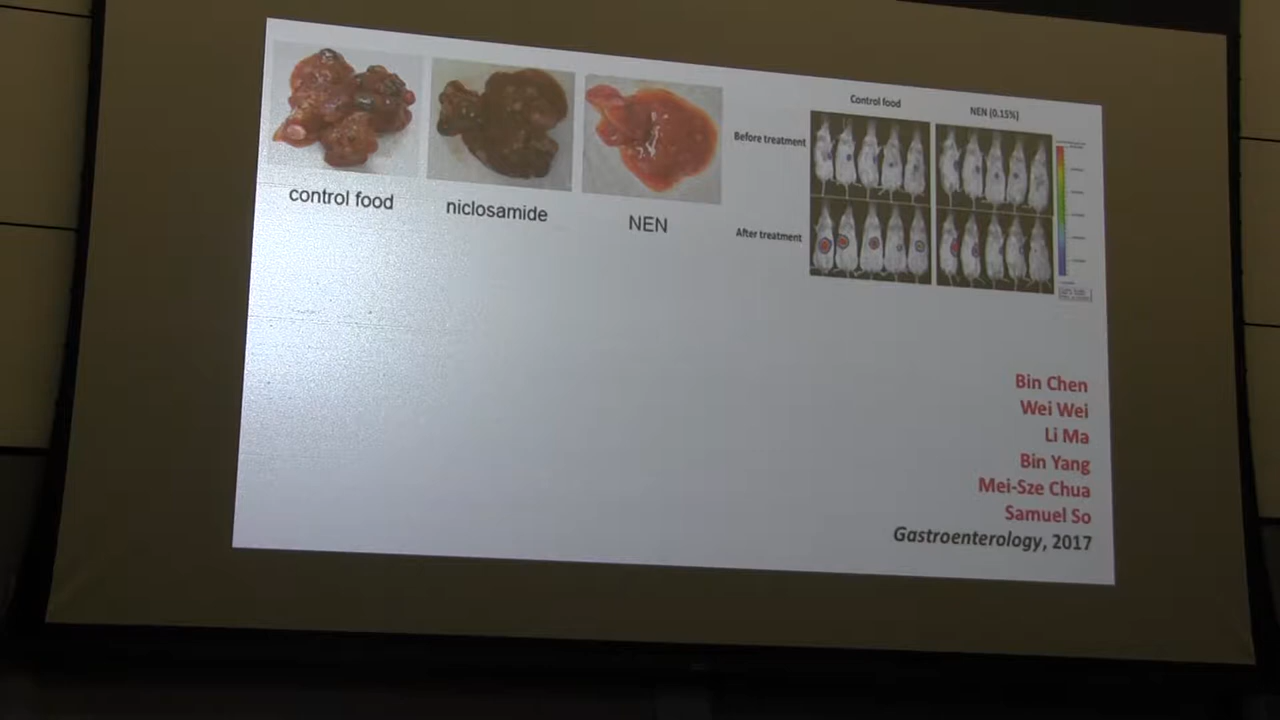 control food
niclosamide
NEN
Control food
NEN (0.15%)
Before treatment
After treatment
Bin Chen
Wei Wei
Li Ma
Bin Yang
Mei-Sze Chua
Samuel So
Gastroenterology, 2017